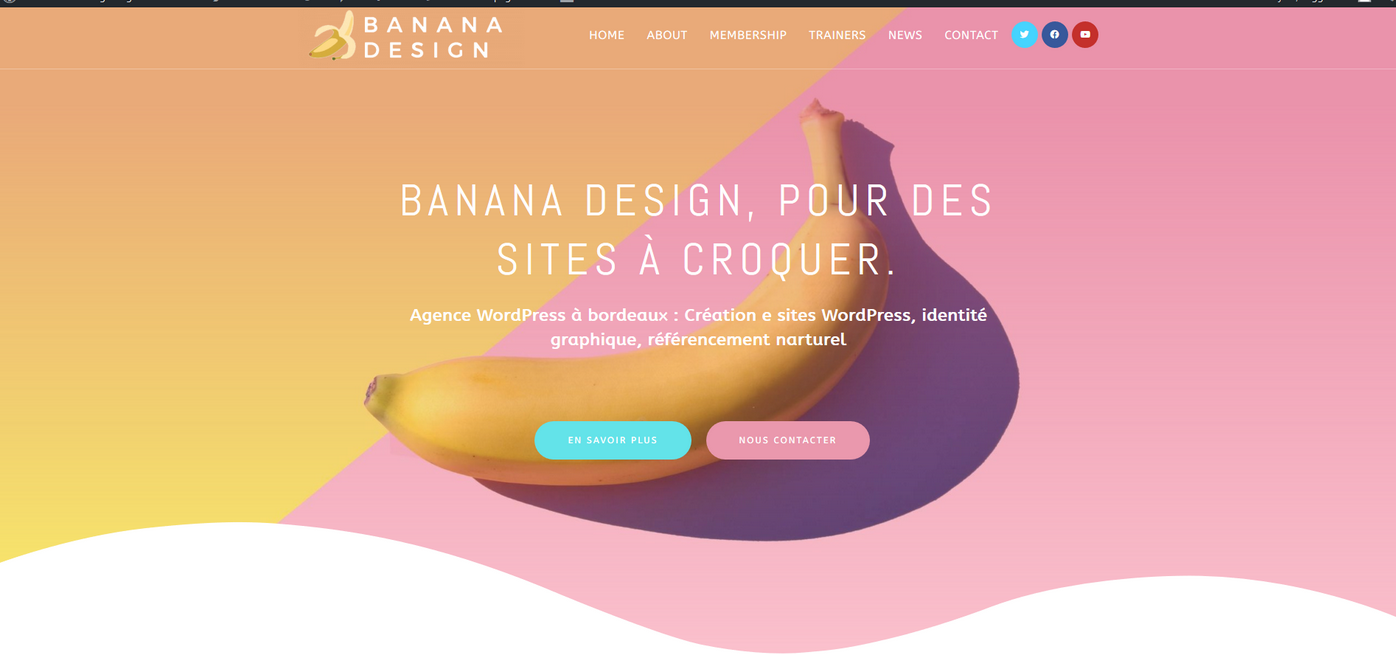 BANANA
DESIGN
HOME ABOUT MEMBERSHIP TRAINERS NEWS CONTACT
BANANA DESIGN, POUR DES
SITES À CROQUER.
Agence WordPress à bordeaux : Création e sites WordPress, identité
graphique, référencement narturel
EN SAVOIR PLUS NOUS CONTACTER